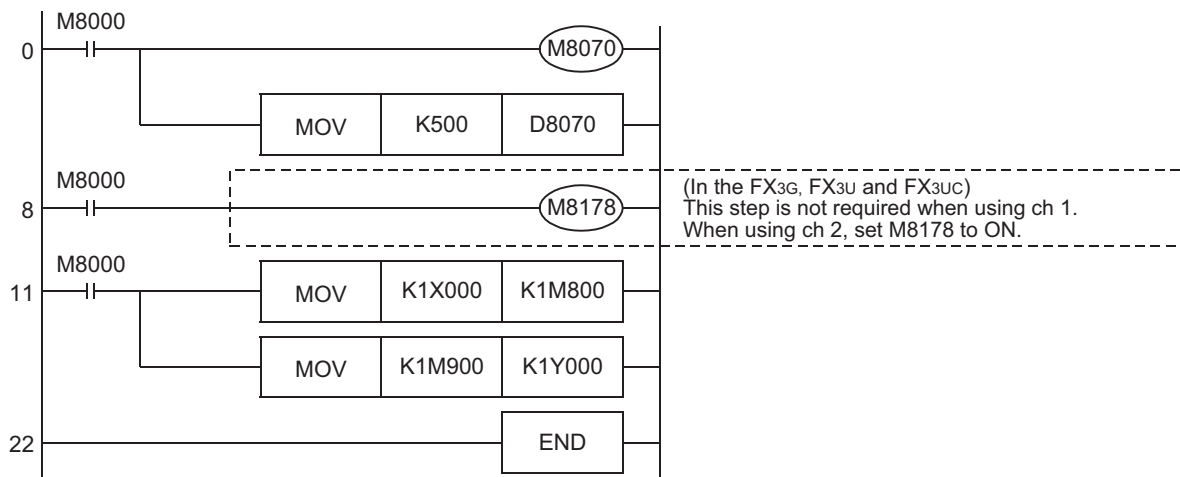 M8000
0 M8070
MOV K500 D8070
M8000
8 M8178
(In the FX3G, FX3U and FX3UC)
This step is not required when using ch 1.
When using ch 2, set M8178 to ON.
M8000
11 MOV K1X000 K1M800
MOV K1M900 K1Y000
22 END